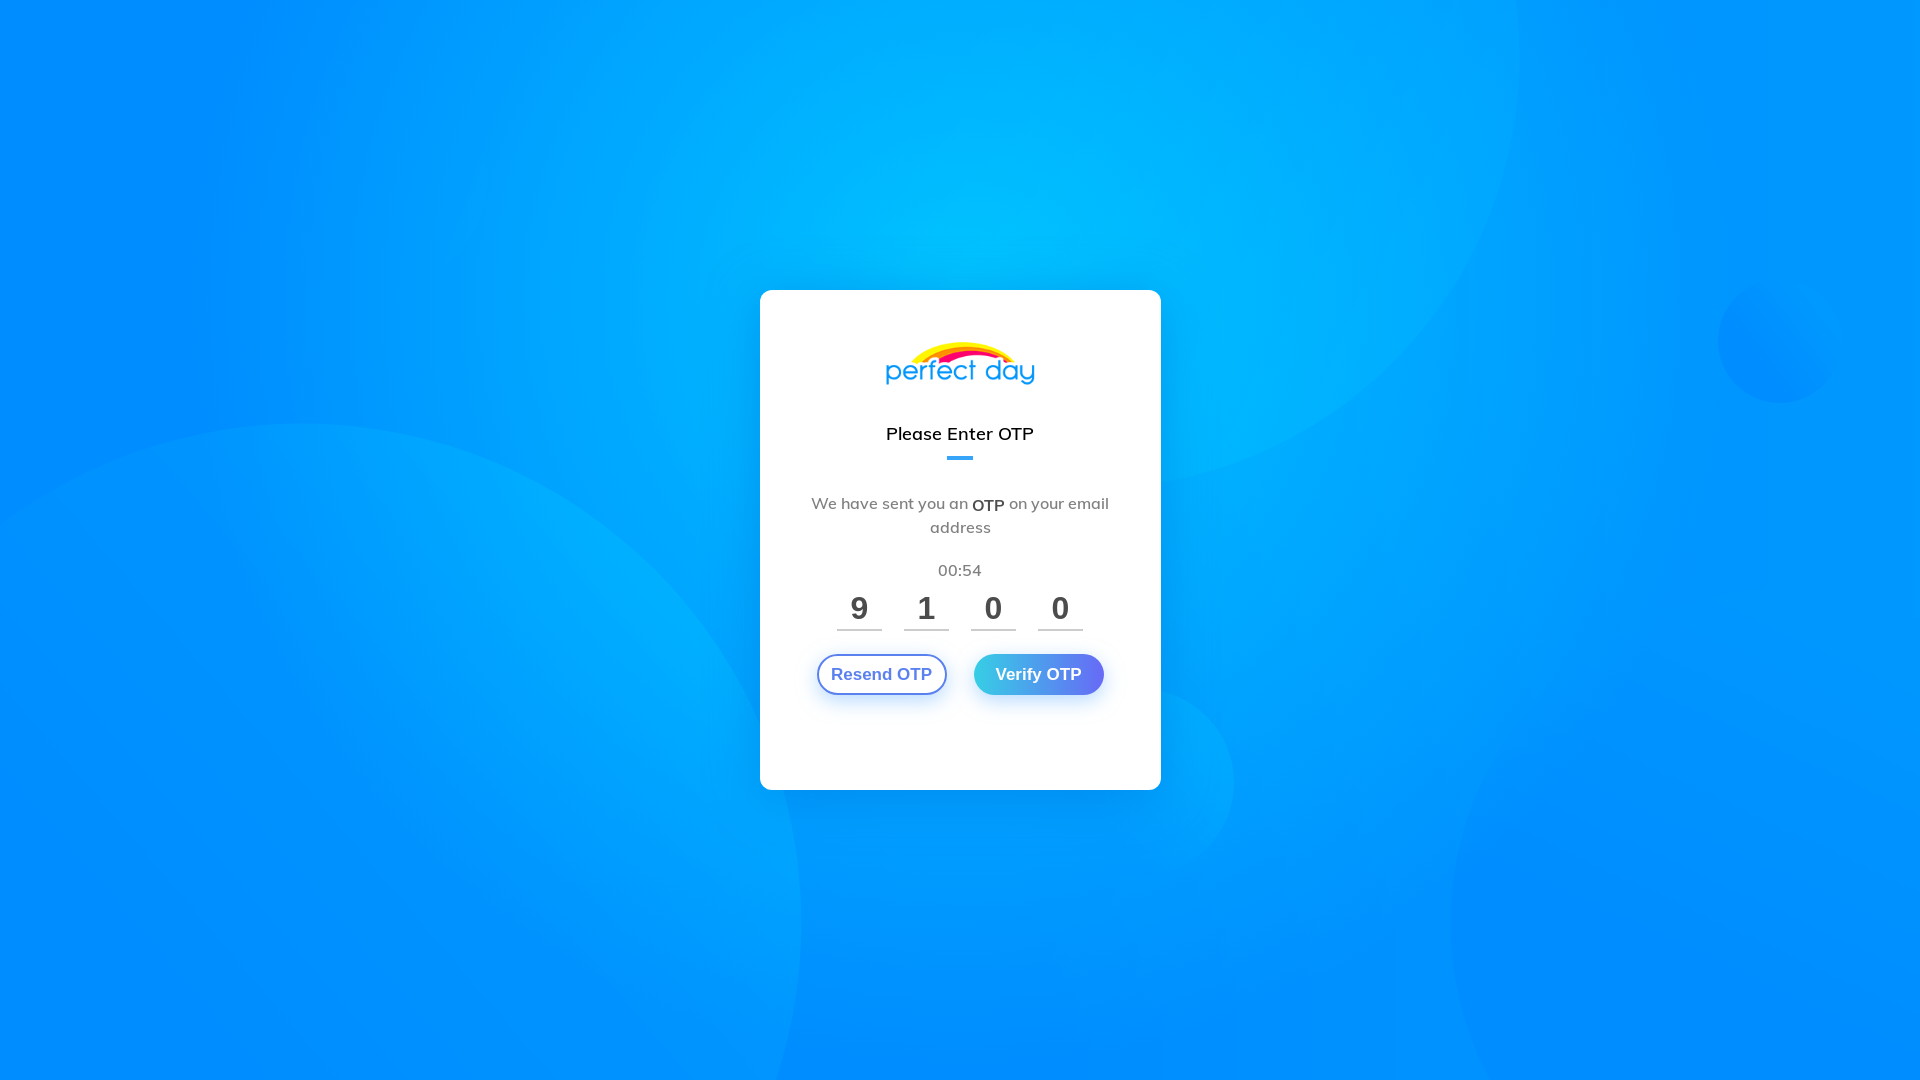 perfect day
Please Enter OTP
We have sent you an OTP on your email
address
00:54
9 1 0 0
Resend OTP Verify OTP